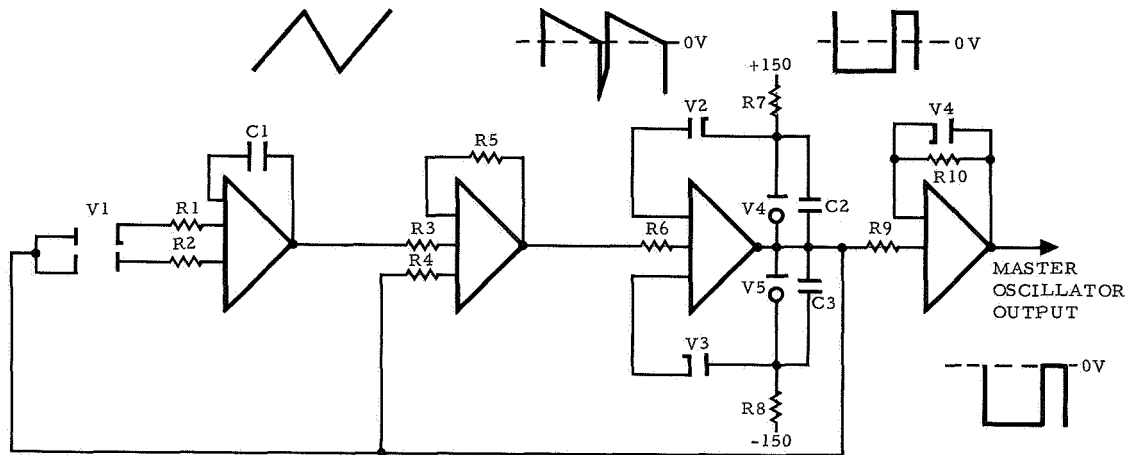 0V
0V
+150
R7
V2
V4
C1
R5
R10
V1
R1
R2
R3
R4
R6
V4
C2
R9
V5
C3
MASTER
OSCILLATOR
OUTPUT
V3
R8
0V
-150